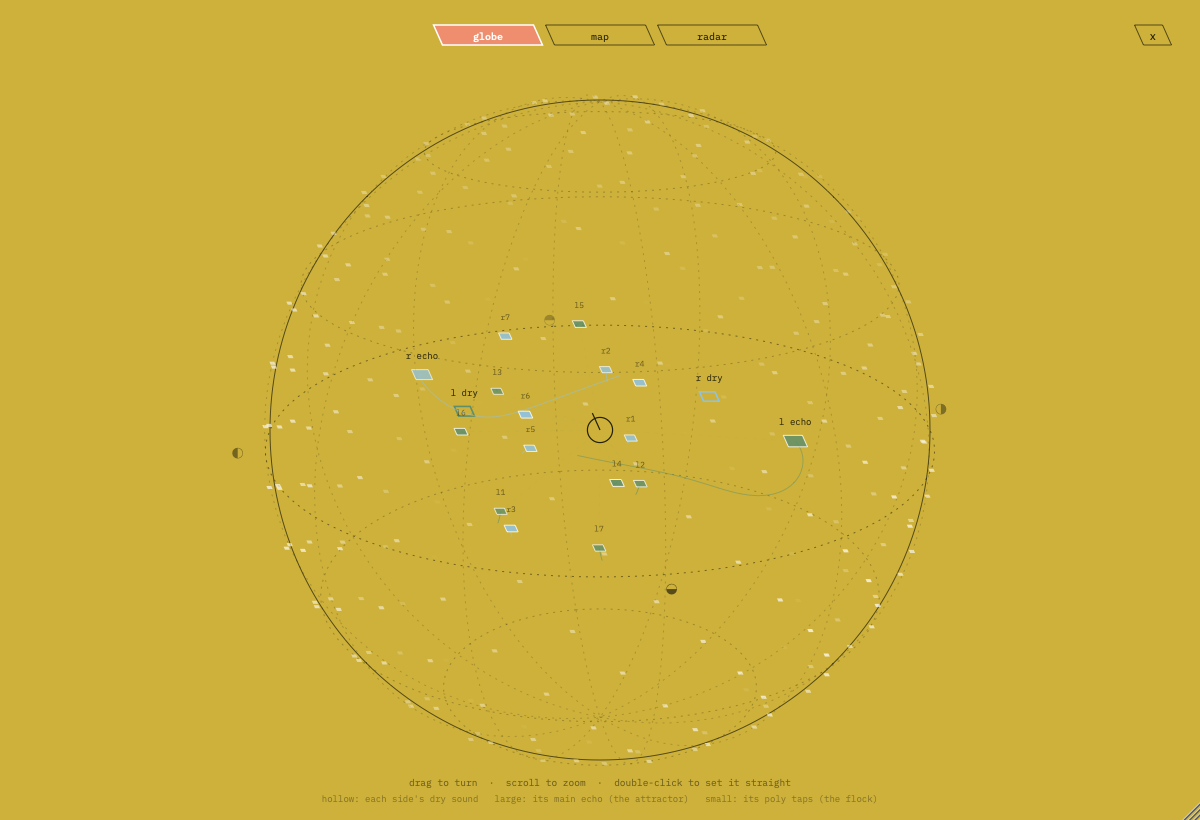 globe
map
radar
x
l5
r7
r2
r echo
r4
l3
r dry
l dry
r6
l6
r1
l echo
r5
l4
l2
l1
r3
l7
drag to turn · scroll to zoom · double-click to set it straight
hollow: each side's dry sound large: its main echo (the attractor) small: its poly taps (the flock)